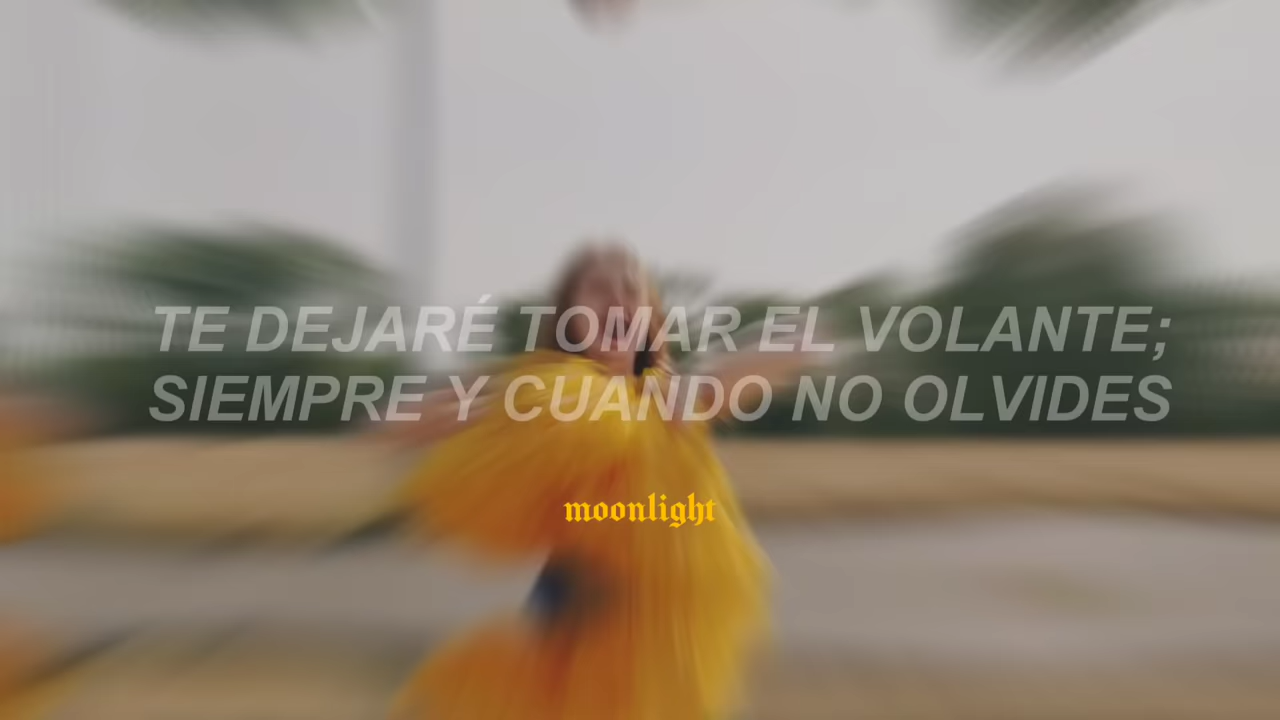 TE DEJARÉ TOMAR EL VOLANTE;
SIEMPRE Y CUANDO NO OLVIDES
moonlight